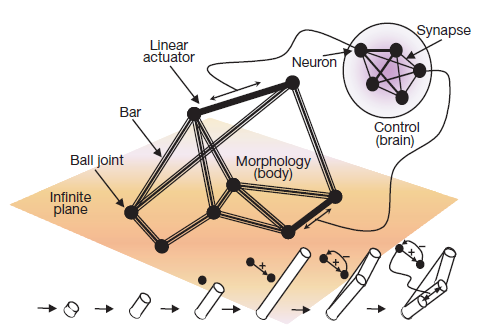 Synapse
Linear
actuator
Neuron
Bar
Control
(brain)
Ball joint
Morphology
(body)
Infinite
plane
+
+ −
+ −